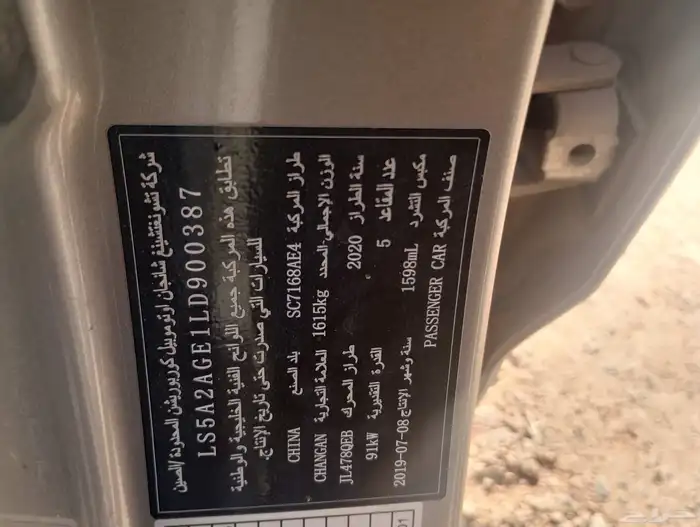 شركة تشونغتشينغ شانجان اوتوموبيل كوربوريشن المحدودة /الصين
LS5A2AGE1LD900387
تطابق هذه المركبة جميع اللوائح الفنية الخليجية والوطنية
للسيارات التي صدرت حتى تاريخ الإنتاج.
طراز المركبة SC7168AE4 بلد الصنع CHINA
الوزن الإجمالي المحدد 1615kg العلامة التجارية CHANGAN
سنة الطراز 2020 طراز المحرك JL478QEB
عدد المقاعد 5 القدرة التقديرية 91kW
مكبس التشرد 1598mL سنة وشهر الإنتاج 2019-07-08
صنف المركبة PASSENGER CAR